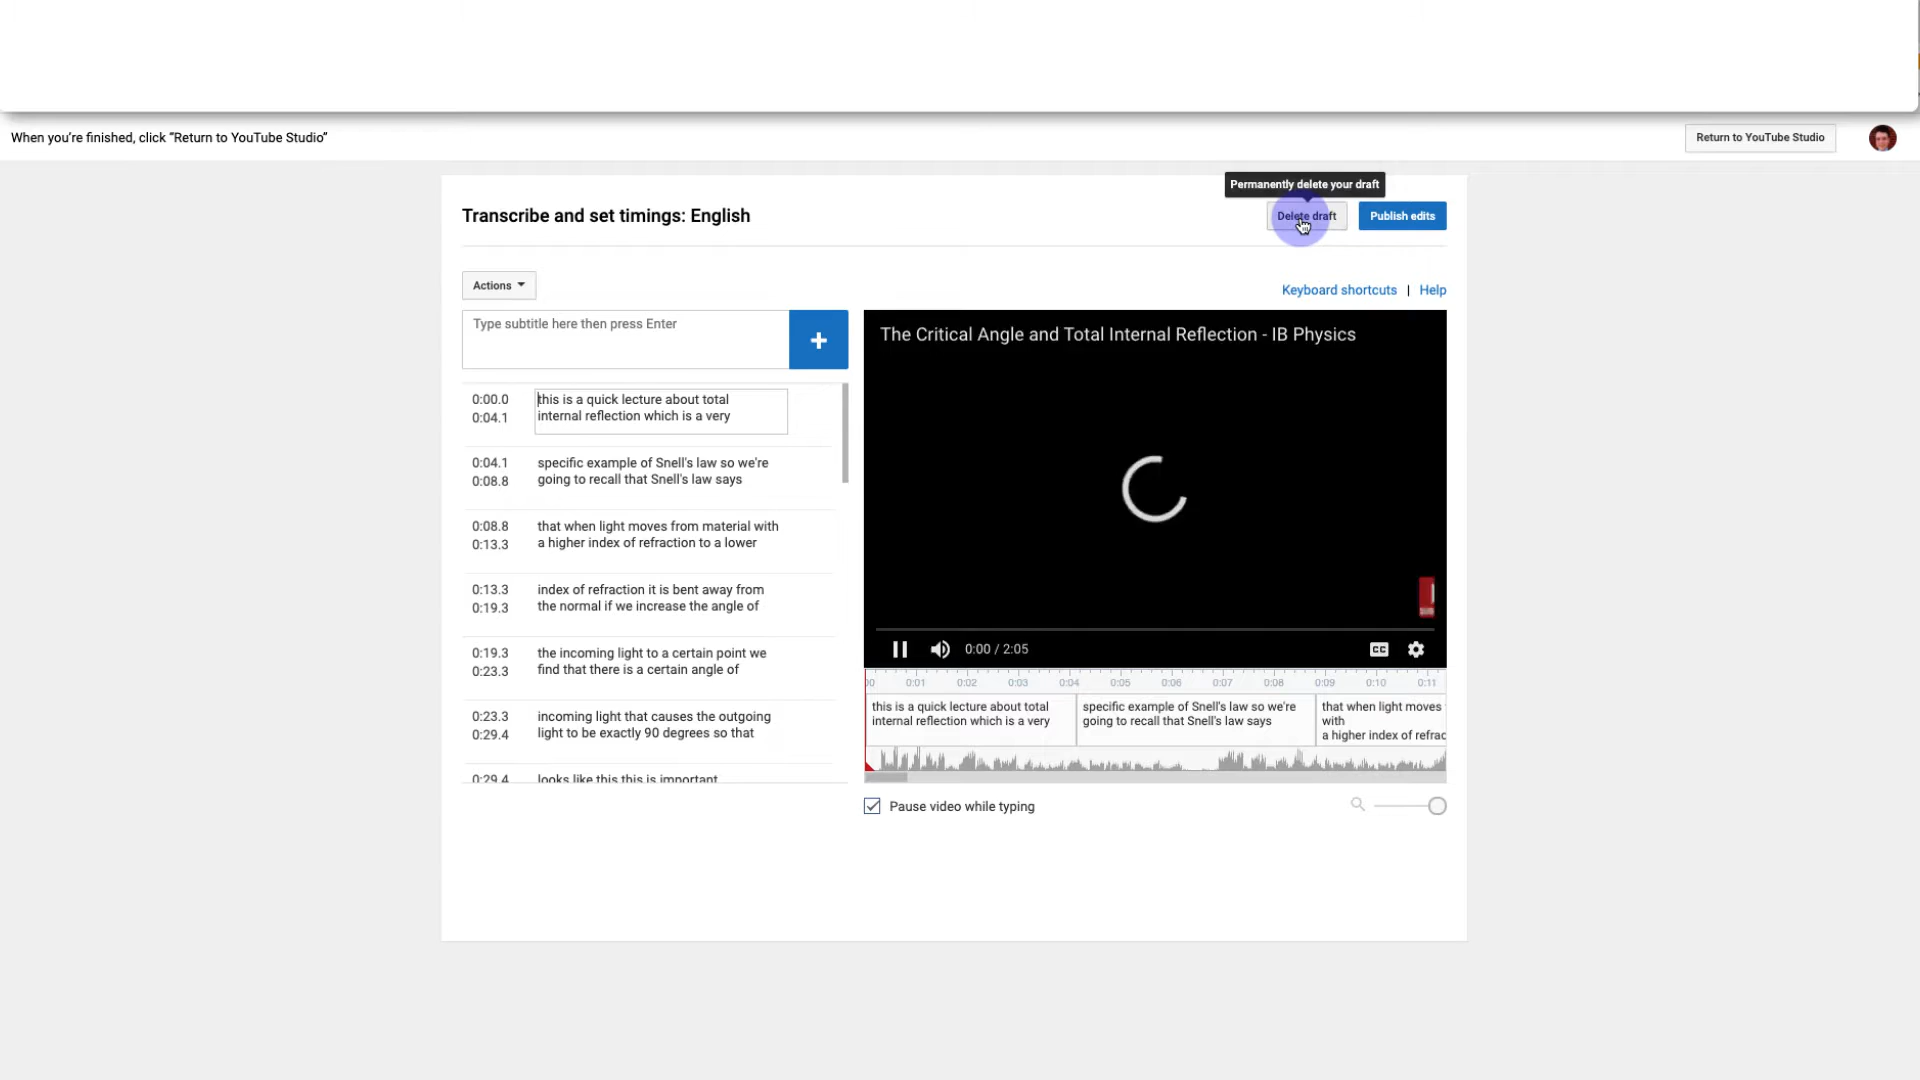 When you're finished, click “Return to YouTube Studio”
Return to YouTube Studio
Permanently delete your draft
Transcribe and set timings: English
Delete draft
Publish edits
Actions
Keyboard shortcuts | Help
Type subtitle here then press Enter
+
0:00.0
0:04.1
this is a quick lecture about total
internal reflection which is a very
0:04.1
0:08.8
specific example of Snell's law so we're
going to recall that Snell's law says
0:08.8
0:13.3
that when light moves from material with
a higher index of refraction to a lower
0:13.3
0:19.3
index of refraction it is bent away from
the normal if we increase the angle of
0:19.3
0:23.3
the incoming light to a certain point we
find that there is a certain angle of
0:23.3
0:29.4
incoming light that causes the outgoing
light to be exactly 90 degrees so that
0:29.4
looks like this this is important
The Critical Angle and Total Internal Reflection - IB Physics
0:00 / 2:05
CC
00 0:01 0:02 0:03 0:04 0:05 0:06 0:07 0:08 0:09 0:10 0:11
this is a quick lecture about total
internal reflection which is a very
specific example of Snell's law so we're
going to recall that Snell's law says
that when light moves
with
a higher index of refrac
Pause video while typing